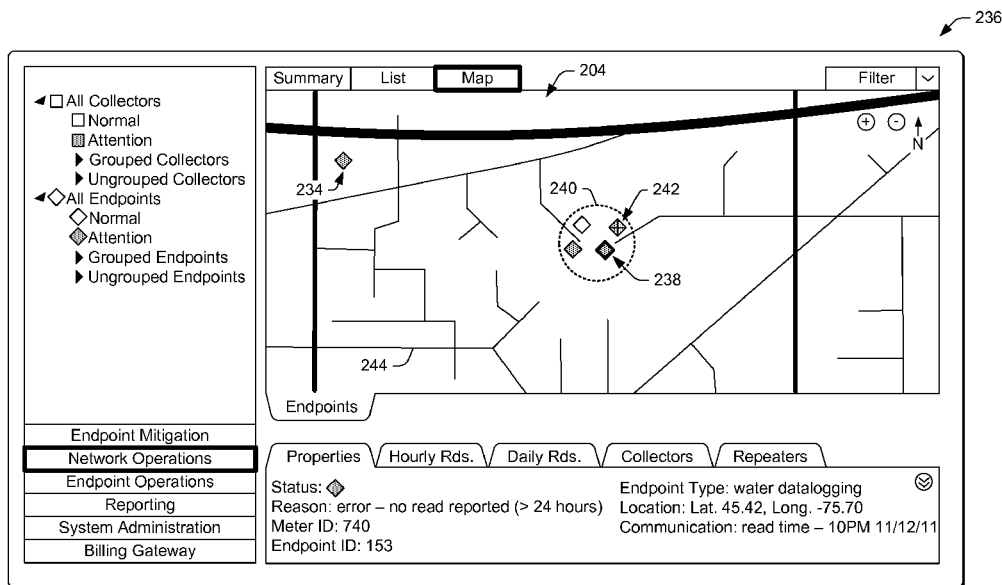 236
All Collectors
Normal
Attention
Grouped Collectors
Ungrouped Collectors
All Endpoints
Normal
Attention
Grouped Endpoints
Ungrouped Endpoints
Endpoint Mitigation
Network Operations
Endpoint Operations
Reporting
System Administration
Billing Gateway
Summary
List
Map
204
Filter
N
234
240
242
238
244
Endpoints
Properties
Hourly Rds.
Daily Rds.
Collectors
Repeaters
Status:
Reason: error – no read reported (> 24 hours)
Meter ID: 740
Endpoint ID: 153
Endpoint Type: water datalogging
Location: Lat. 45.42, Long. -75.70
Communication: read time – 10PM 11/12/11